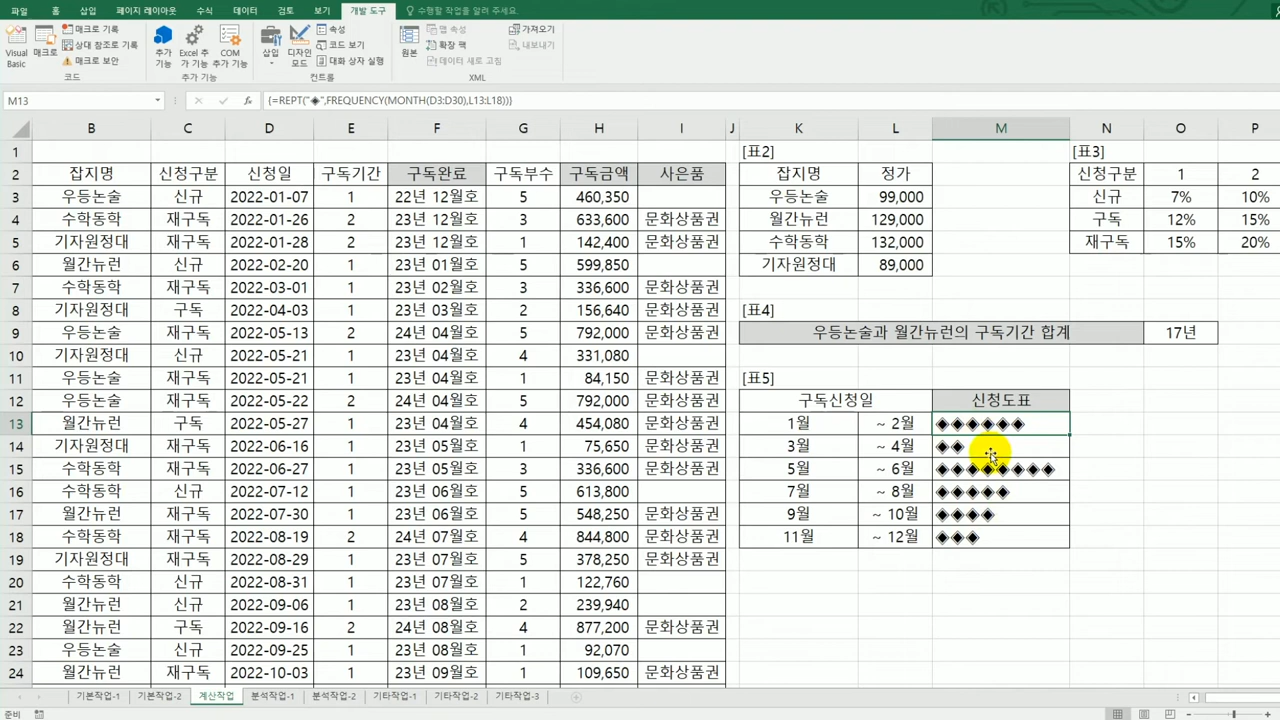 파일 홈 삽입 페이지 레이아웃 수식 데이터 검토 보기 개발 도구 수행할 작업을 알려 주세요.
Visual Basic 매크로 매크로 기록 상대 참조로 기록 매크로 보안 추가 기능 Excel 추가 기능 COM 추가 기능 삽입 디자인 모드 속성 코드 보기 대화 상자 실행 원본 맵 속성 확장 팩 데이터 새로 고침 가져오기 내보내기
코드 추가 기능 컨트롤 XML
M13 {=REPT("◈",FREQUENCY(MONTH(D3:D30),L13:L18))}
B C D E F G H I J K L M N O P
1 [표2] [표3]
2 잡지명 신청구분 신청일 구독기간 구독완료 구독부수 구독금액 사은품 잡지명 정가 신청구분 1 2
3 우등논술 신규 2022-01-07 1 22년 12월호 5 460,350 우등논술 99,000 신규 7% 10%
4 수학동학 재구독 2022-01-26 2 23년 12월호 3 633,600 문화상품권 월간뉴런 129,000 구독 12% 15%
5 기자원정대 재구독 2022-01-28 2 23년 12월호 1 142,400 문화상품권 수학동학 132,000 재구독 15% 20%
6 월간뉴런 신규 2022-02-20 1 23년 01월호 5 599,850 기자원정대 89,000
7 수학동학 재구독 2022-03-01 1 23년 02월호 3 336,600 문화상품권
8 기자원정대 구독 2022-04-03 1 23년 03월호 2 156,640 문화상품권 [표4]
9 우등논술 재구독 2022-05-13 2 24년 04월호 5 792,000 문화상품권 우등논술과 월간뉴런의 구독기간 합계 17년
10 기자원정대 신규 2022-05-21 1 23년 04월호 4 331,080
11 우등논술 재구독 2022-05-21 1 23년 04월호 1 84,150 문화상품권 [표5]
12 우등논술 재구독 2022-05-22 2 24년 04월호 4 792,000 문화상품권 구독신청일 신청도표
13 월간뉴런 구독 2022-05-27 1 23년 04월호 4 454,080 문화상품권 1월 ~ 2월 ◈◈◈◈◈◈
14 기자원정대 재구독 2022-06-16 1 23년 05월호 1 75,650 문화상품권 3월 ~ 4월 ◈◈
15 수학동학 재구독 2022-06-27 1 23년 05월호 3 336,600 문화상품권 5월 ~ 6월 ◈◈◈◈◈◈◈◈
16 수학동학 신규 2022-07-12 1 23년 06월호 5 613,800 7월 ~ 8월 ◈◈◈◈◈
17 월간뉴런 재구독 2022-07-30 1 23년 06월호 5 548,250 문화상품권 9월 ~ 10월 ◈◈◈◈
18 수학동학 재구독 2022-08-19 2 24년 07월호 4 844,800 문화상품권 11월 ~ 12월 ◈◈◈
19 기자원정대 재구독 2022-08-29 1 23년 07월호 5 378,250 문화상품권
20 수학동학 신규 2022-08-31 1 23년 07월호 1 122,760
21 월간뉴런 신규 2022-09-06 1 23년 08월호 2 239,940
22 월간뉴런 구독 2022-09-16 2 24년 08월호 4 877,200 문화상품권
23 우등논술 신규 2022-09-25 1 23년 08월호 1 92,070
24 월간뉴런 재구독 2022-10-03 1 23년 09월호 1 109,650 문화상품권
기본작업-1 기본작업-2 계산작업 분석작업-1 분석작업-2 기타작업-1 기타작업-2 기타작업-3
준비